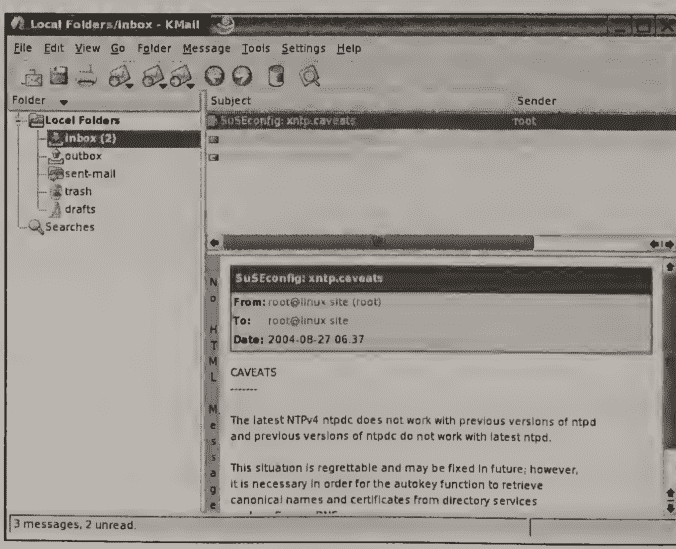 Local Folders/inbox - KMail
File Edit View Go Folder Message Tools Settings Help
Folder
Local Folders
inbox (2)
outbox
sent-mail
trash
drafts
Searches
Subject Sender
SuSEconfig: xntp.caveats root
No HTML Message
SuSEconfig: xntp.caveats
From: root@linux site (root)
To: root@linux site
Date: 2004-08-27 06.37
CAVEATS
-------
The latest NTPv4 ntpdc does not work with previous versions of ntpd
and previous versions of ntpdc do not work with latest ntpd.
This situation is regrettable and may be fixed in future; however,
it is necessary in order for the autokey function to retrieve
canonical names and certificates from directory services
3 messages, 2 unread.